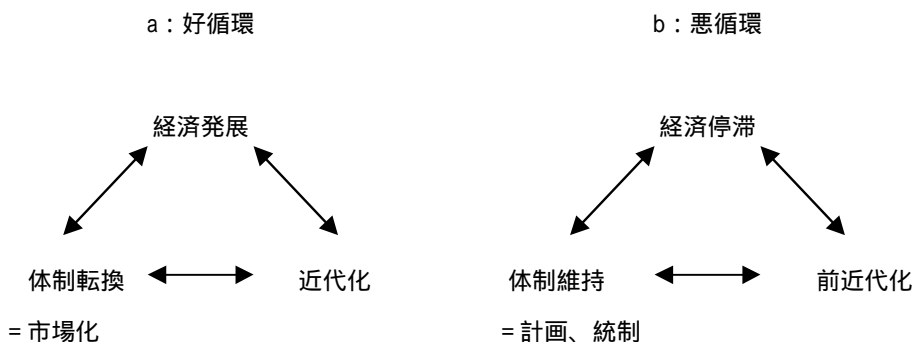 a：好循環
b：悪循環
経済発展
経済停滞
体制転換
近代化
体制維持
前近代化
= 市場化
= 計画、統制